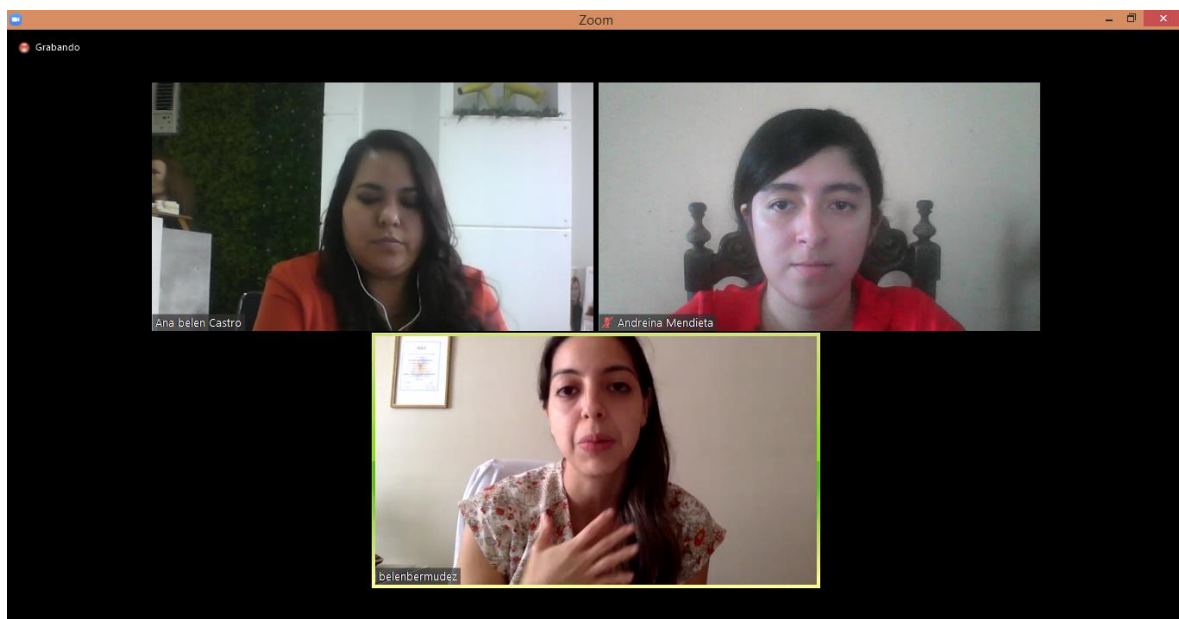 Zoom
Grabando
Ana belen Castro
Andreina Mendieta
belenbermudez